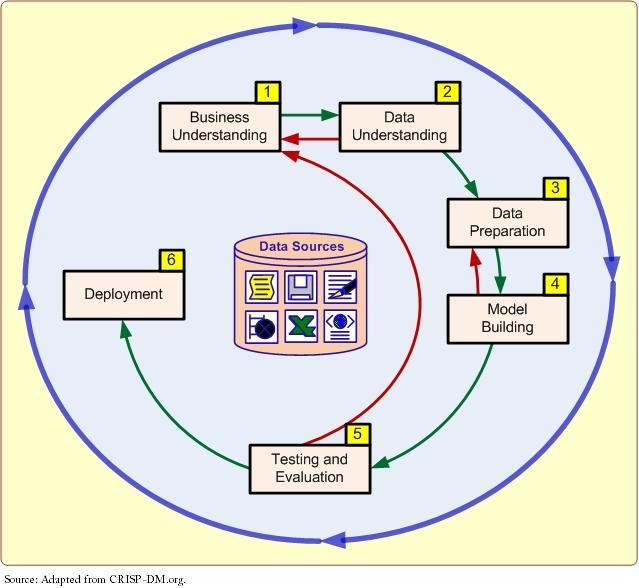 1
Business
Understanding
2
Data
Understanding
3
Data
Preparation
4
Model
Building
5
Testing and
Evaluation
6
Deployment
Data Sources
Source: Adapted from CRISP-DM.org.